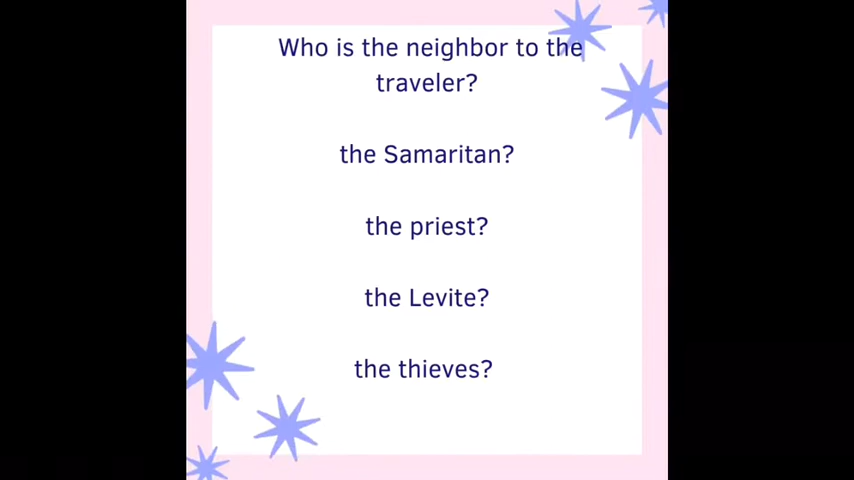 Who is the neighbor to the
traveler?
the Samaritan?
the priest?
the Levite?
the thieves?